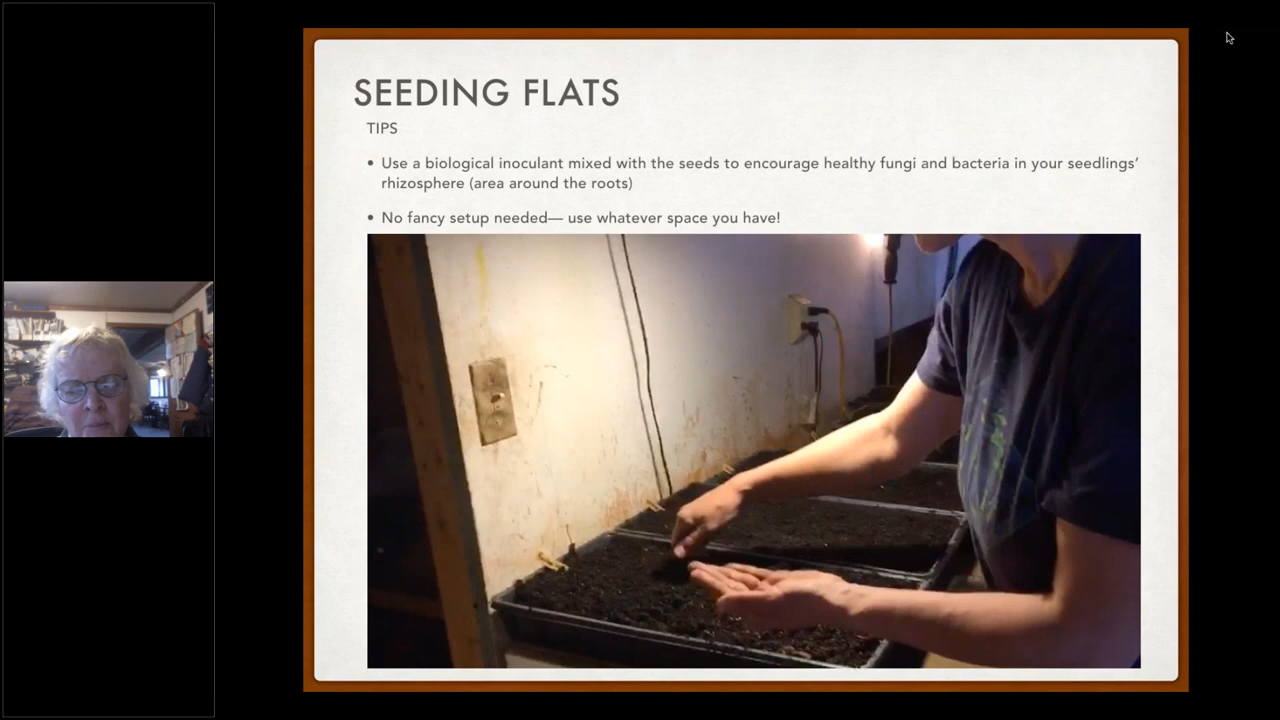 SEEDING FLATS
TIPS
• Use a biological inoculant mixed with the seeds to encourage healthy fungi and bacteria in your seedlings’
rhizosphere (area around the roots)
• No fancy setup needed— use whatever space you have!